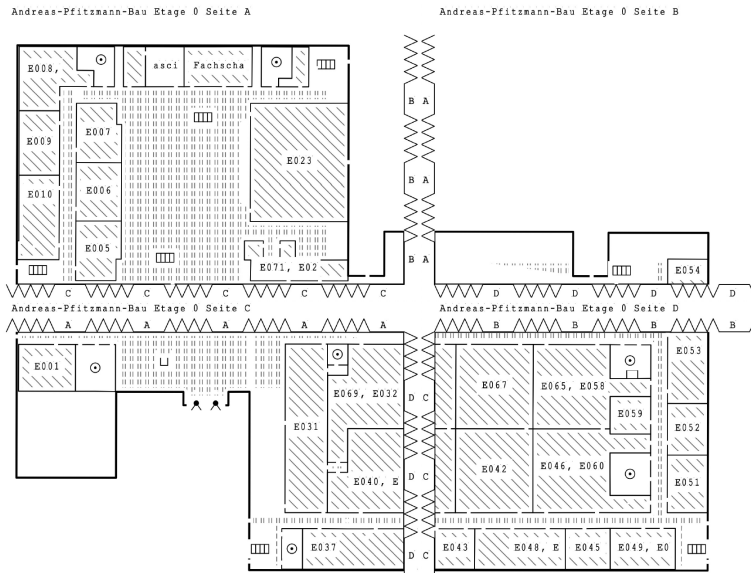 Andreas-Pfitzmann-Bau Etage 0 Seite A
Andreas-Pfitzmann-Bau Etage 0 Seite B
E008,
asci
Fachscha
B A
E007
E009
E023
B A
E006
E010
E005
E071, E02
B A
E054
C C C C C D D D D D
Andreas-Pfitzmann-Bau Etage 0 Seite C
Andreas-Pfitzmann-Bau Etage 0 Seite D
A A A A A B B B B B
E001
E069, E032
E067
E065, E058
E053
D C
E059
E031
E052
E040, E
D C
E042
E046, E060
E051
E037
D C
E043
E048, E
E045
E049, E0